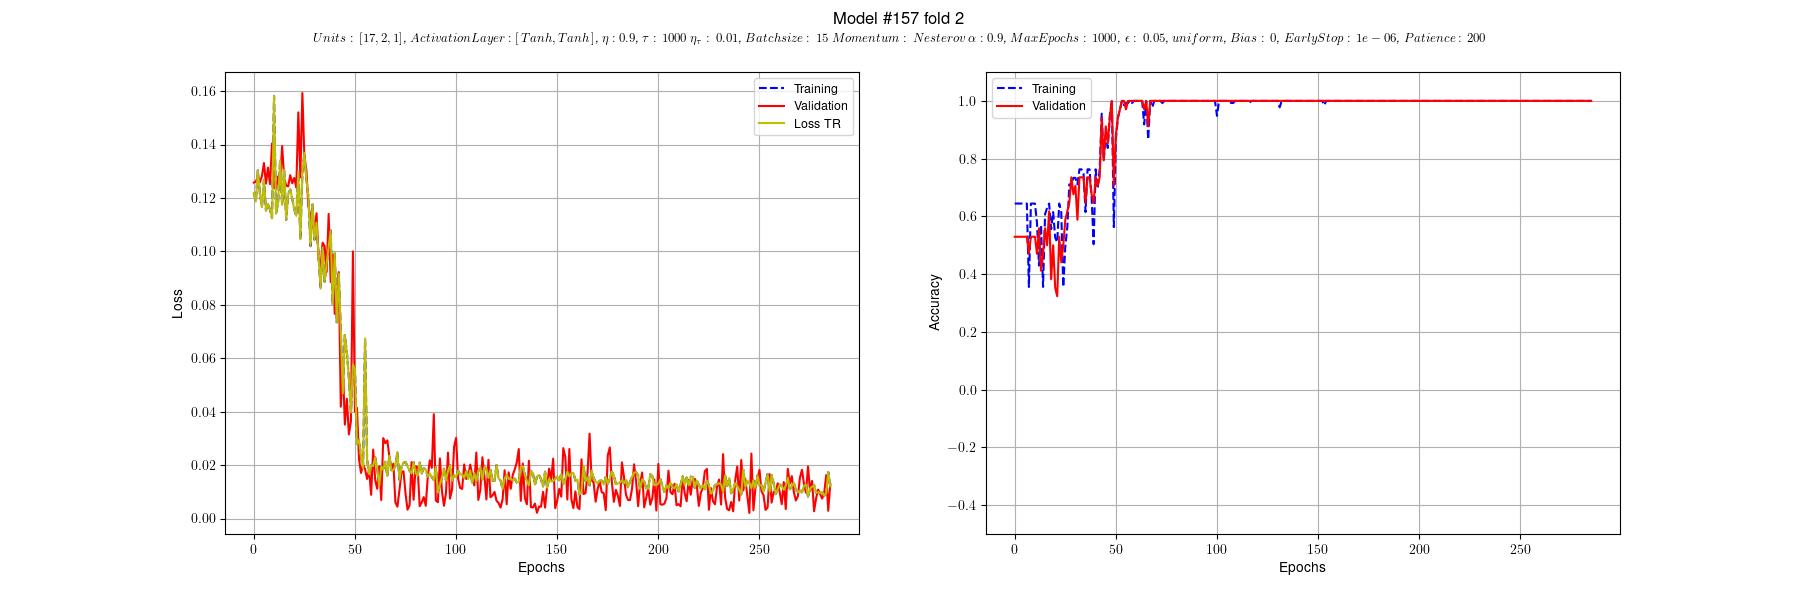 Model #157 fold 2
Units : [17, 2, 1], ActivationLayer : [Tanh, Tanh], η : 0.9, τ : 1000 η_τ : 0.01, Batchsize : 15 Momentum : Nesterov α : 0.9, MaxEpochs : 1000, ϵ : 0.05, uniform, Bias : 0, EarlyStop : 1e − 06, Patience : 200
Training
Validation
Loss TR
0.16
0.14
0.12
0.10
0.08
0.06
0.04
0.02
0.00
Loss
0 50 100 150 200 250
Epochs
Training
Validation
1.0
0.8
0.6
0.4
0.2
0.0
−0.2
−0.4
Accuracy
0 50 100 150 200 250
Epochs